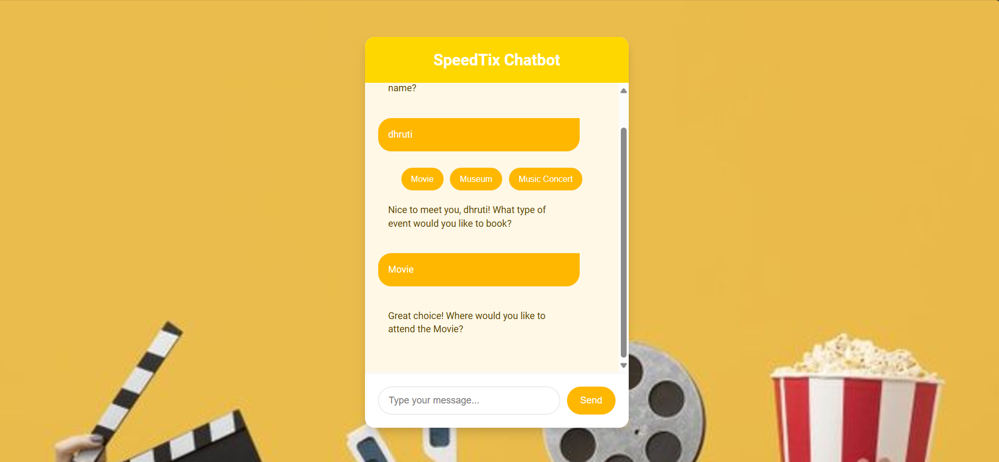 SpeedTix Chatbot
name?
dhruti
Movie Museum Music Concert
Nice to meet you, dhruti! What type of
event would you like to book?
Movie
Great choice! Where would you like to
attend the Movie?
Type your message... Send